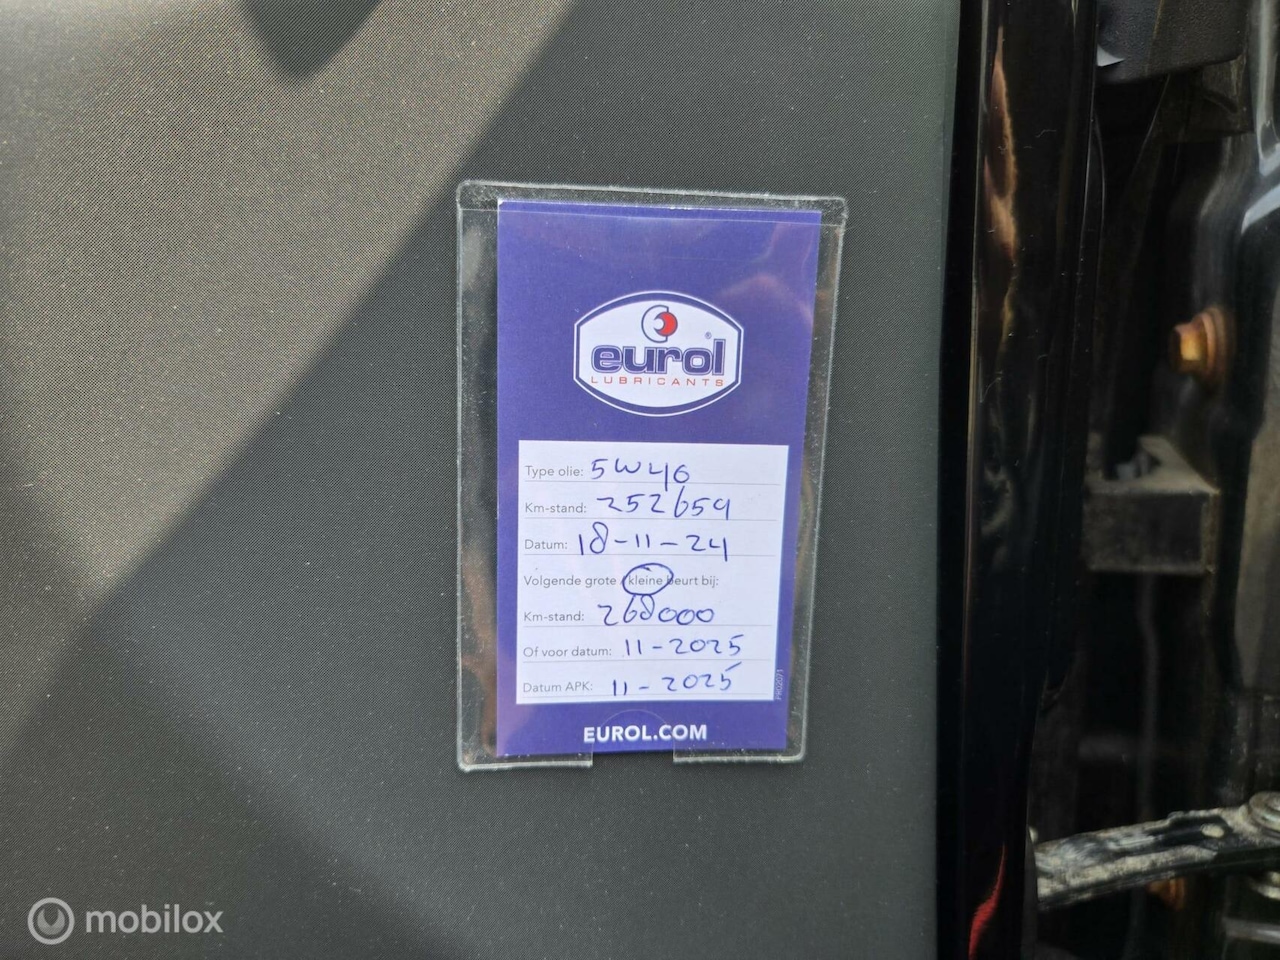 eurol®
LUBRICANTS
Type olie: 5W40
Km-stand: 252659
Datum: 18-11-24
Volgende grote / kleine beurt bij:
Km-stand: 268000
Of voor datum: 11-2025
Datum APK: 11-2025
PR02071
EUROL.COM
mobilox